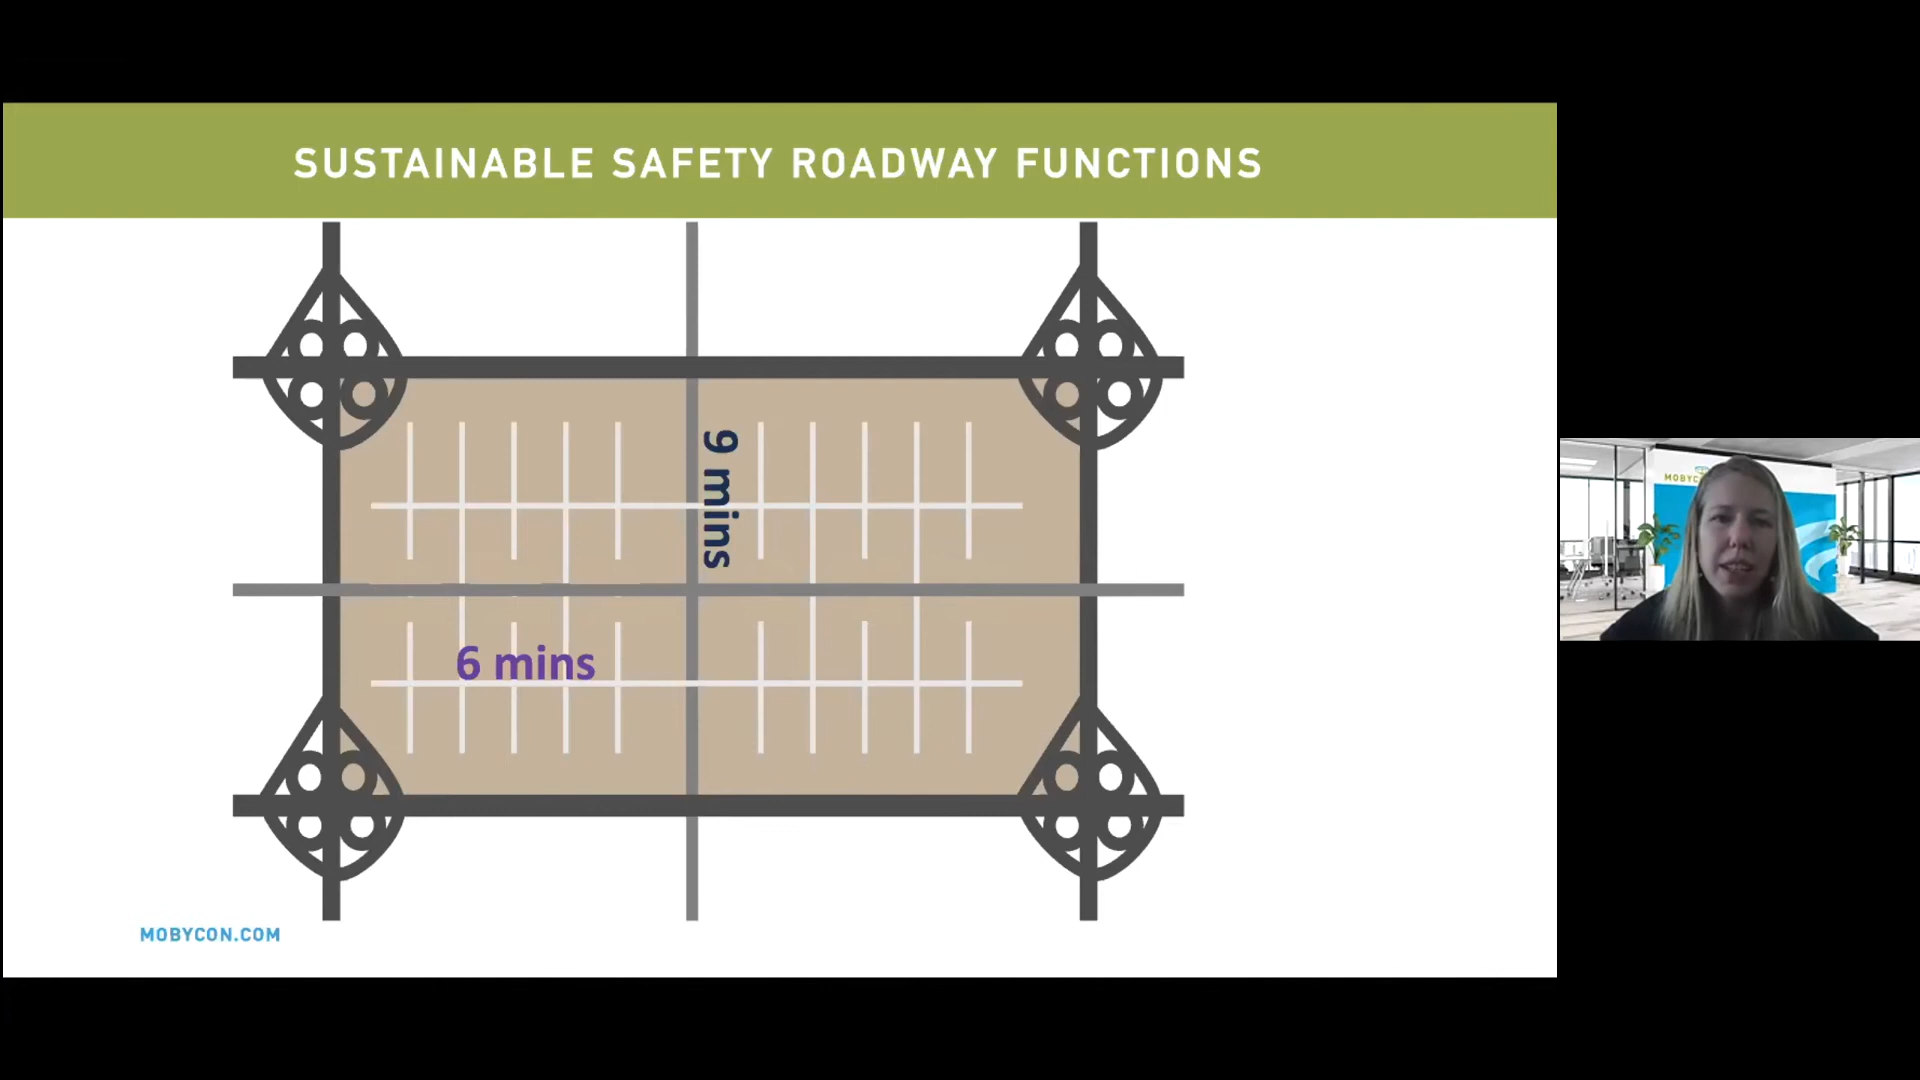 SUSTAINABLE SAFETY ROADWAY FUNCTIONS
9 mins
6 mins
MOBYCON.COM